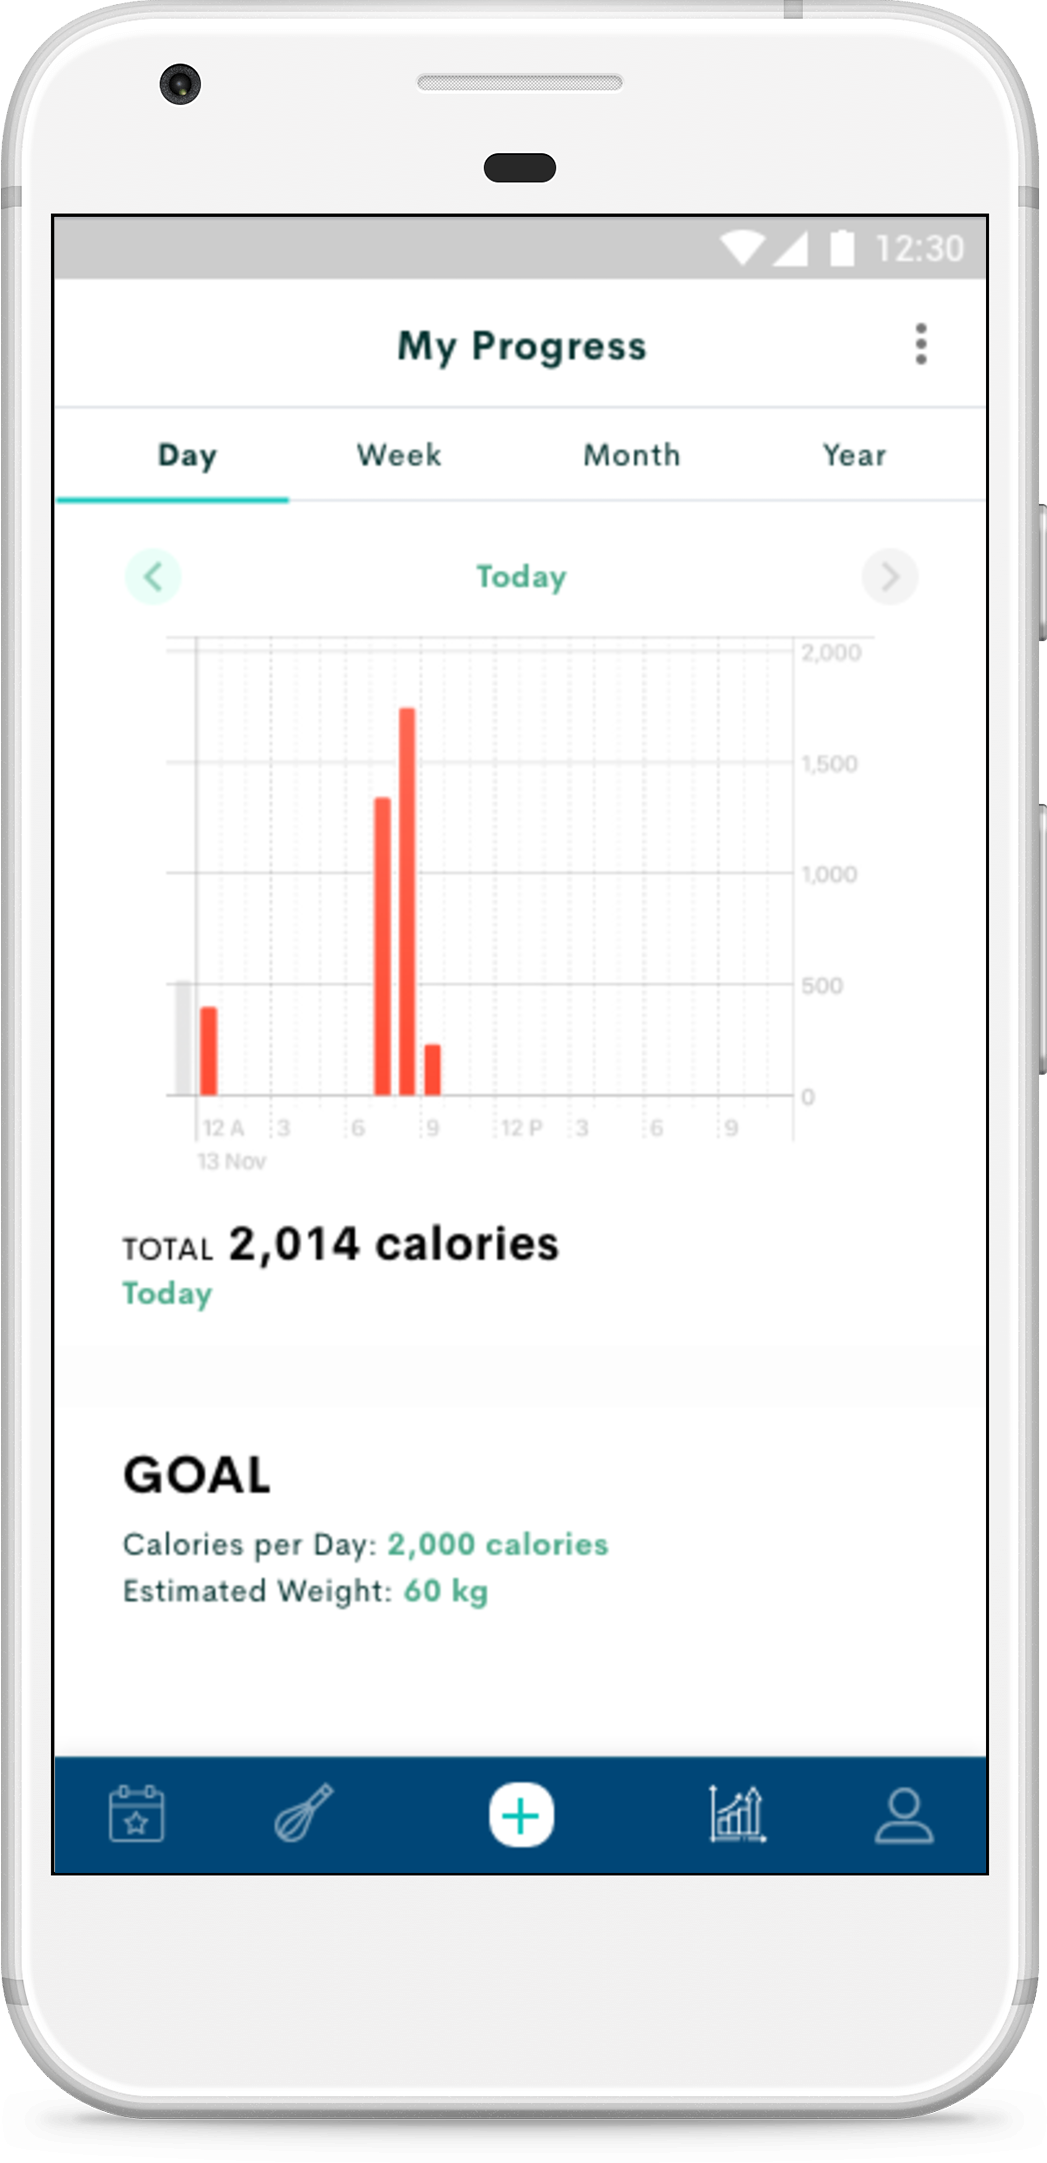 12:30
My Progress
Day Week Month Year
Today
2,000
1,500
1,000
500
0
12 A 3 6 9 12 P 3 6 9
13 Nov
TOTAL 2,014 calories
Today
GOAL
Calories per Day: 2,000 calories
Estimated Weight: 60 kg